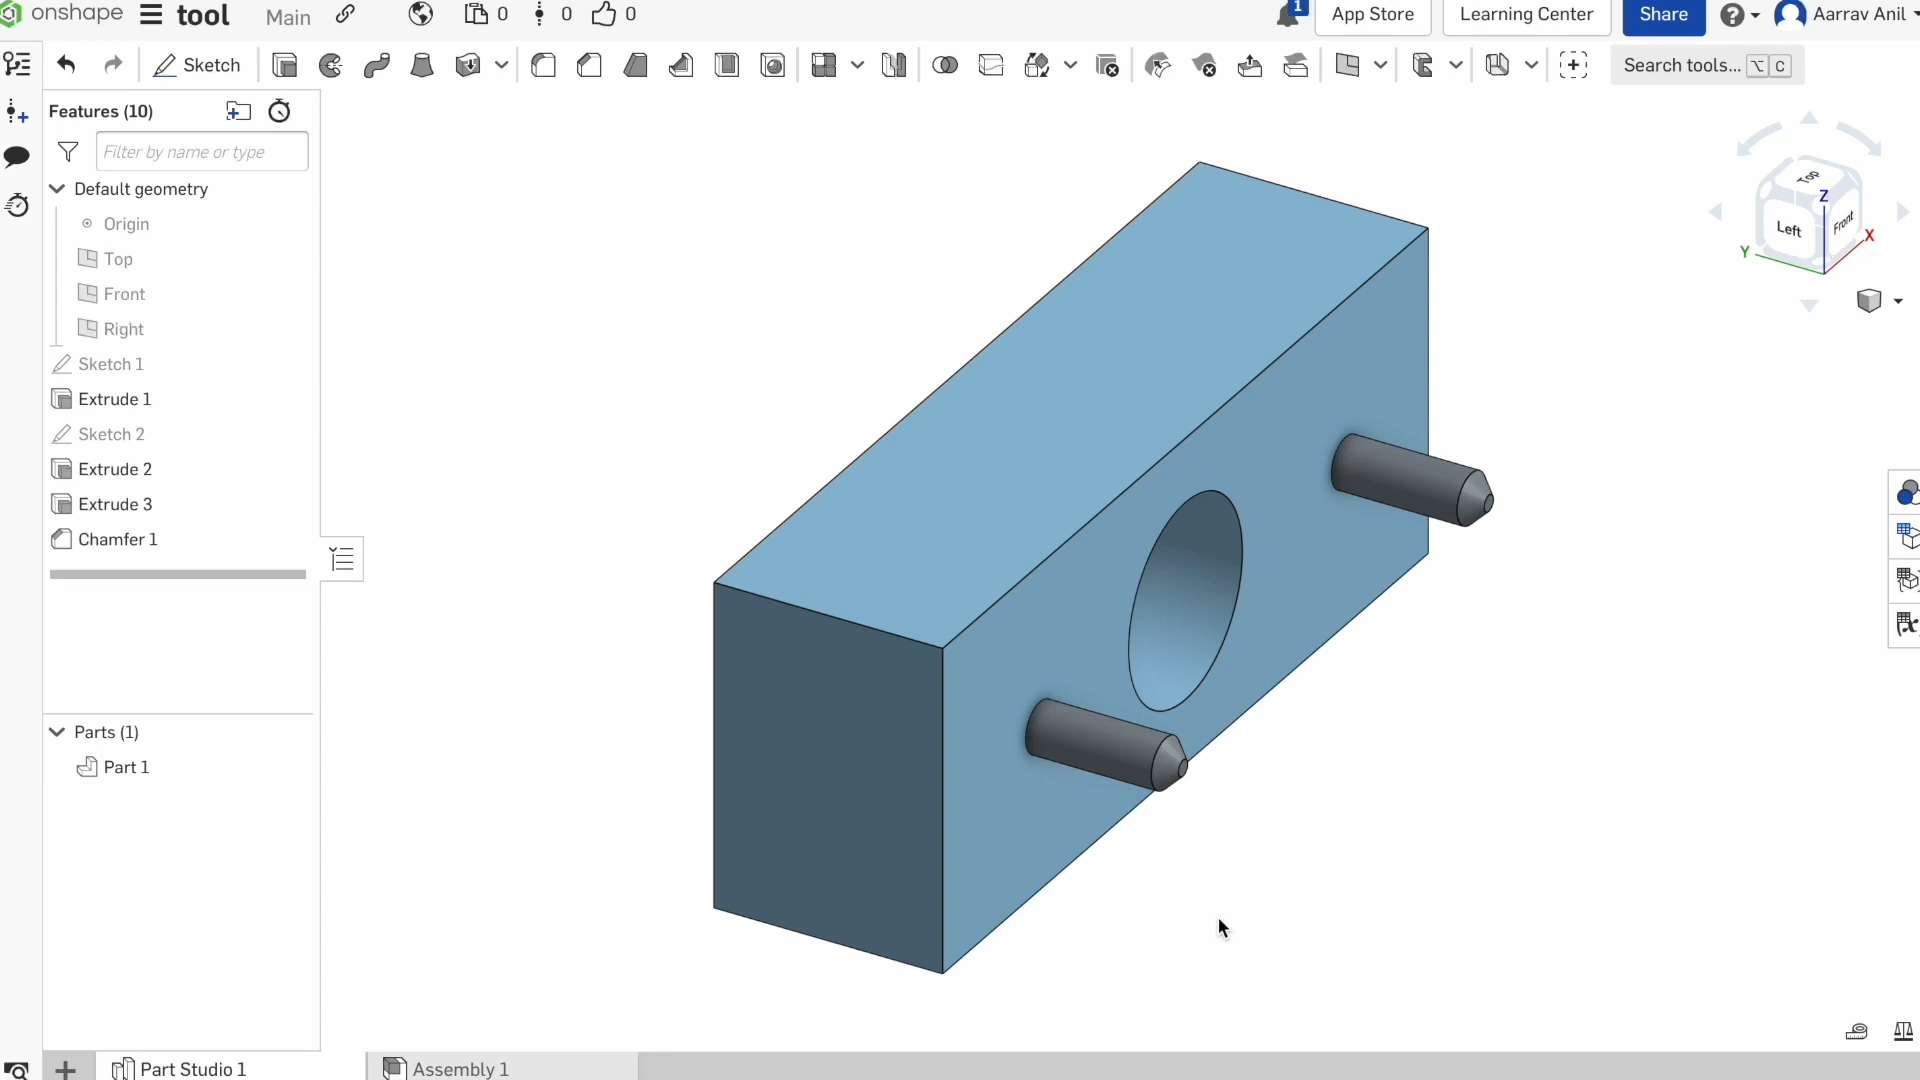 onshape tool Main 0 0 0 1 App Store Learning Center Share Aarrav Anil
Sketch Search tools... ⌥ C
Features (10)
Filter by name or type
Default geometry
Origin
Top
Front
Right
Sketch 1
Extrude 1
Sketch 2
Extrude 2
Extrude 3
Chamfer 1
Parts (1)
Part 1
Top
Z
Left
Front
X
Y
Part Studio 1
Assembly 1